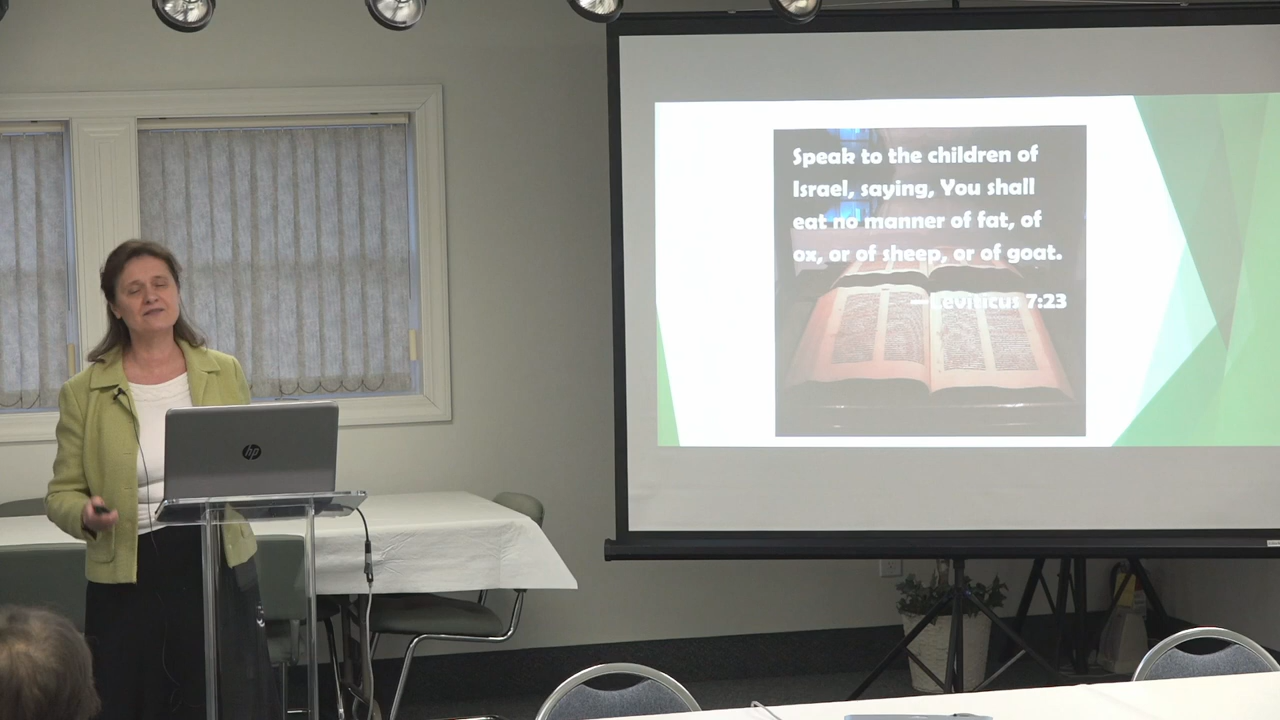 Speak to the children of
Israel, saying, You shall
eat no manner of fat, of
ox, or of sheep, or of goat.
—Leviticus 7:23
hp